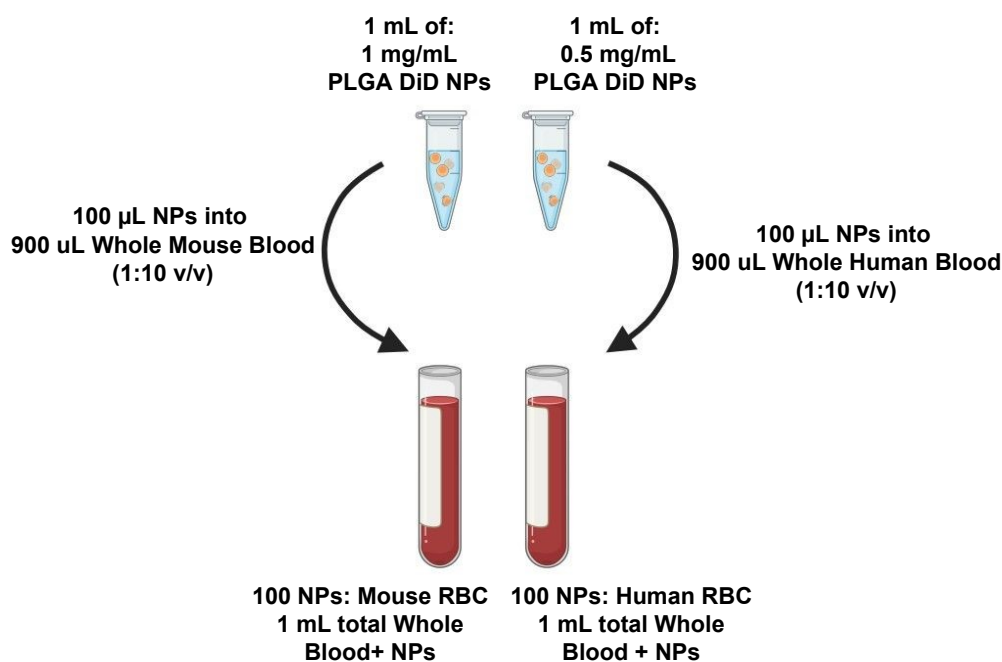 1 mL of:
1 mg/mL
PLGA DiD NPs
1 mL of:
0.5 mg/mL
PLGA DiD NPs
100 µL NPs into
900 uL Whole Mouse Blood
(1:10 v/v)
100 µL NPs into
900 uL Whole Human Blood
(1:10 v/v)
100 NPs: Mouse RBC
1 mL total Whole
Blood+ NPs
100 NPs: Human RBC
1 mL total Whole
Blood + NPs